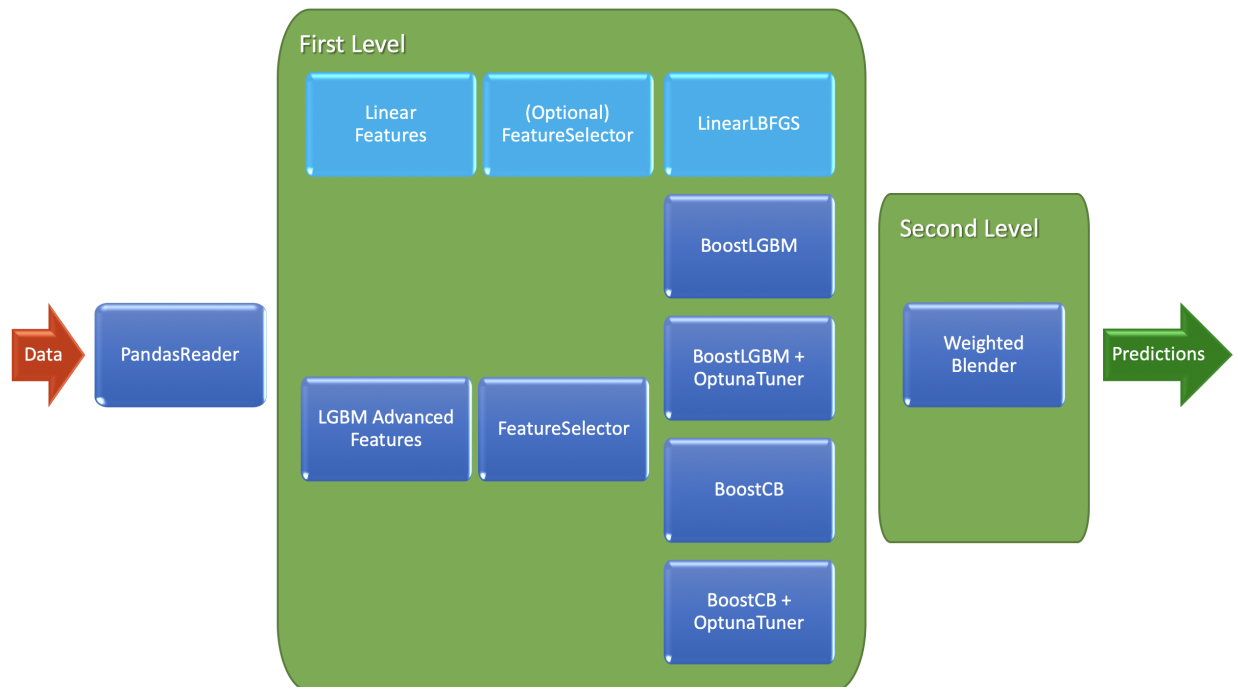 First Level
Linear
Features
(Optional)
FeatureSelector
LinearLBFGS
BoostLGBM
Second Level
Data
PandasReader
BoostLGBM +
OptunaTuner
Weighted
Blender
Predictions
LGBM Advanced
Features
FeatureSelector
BoostCB
BoostCB +
OptunaTuner